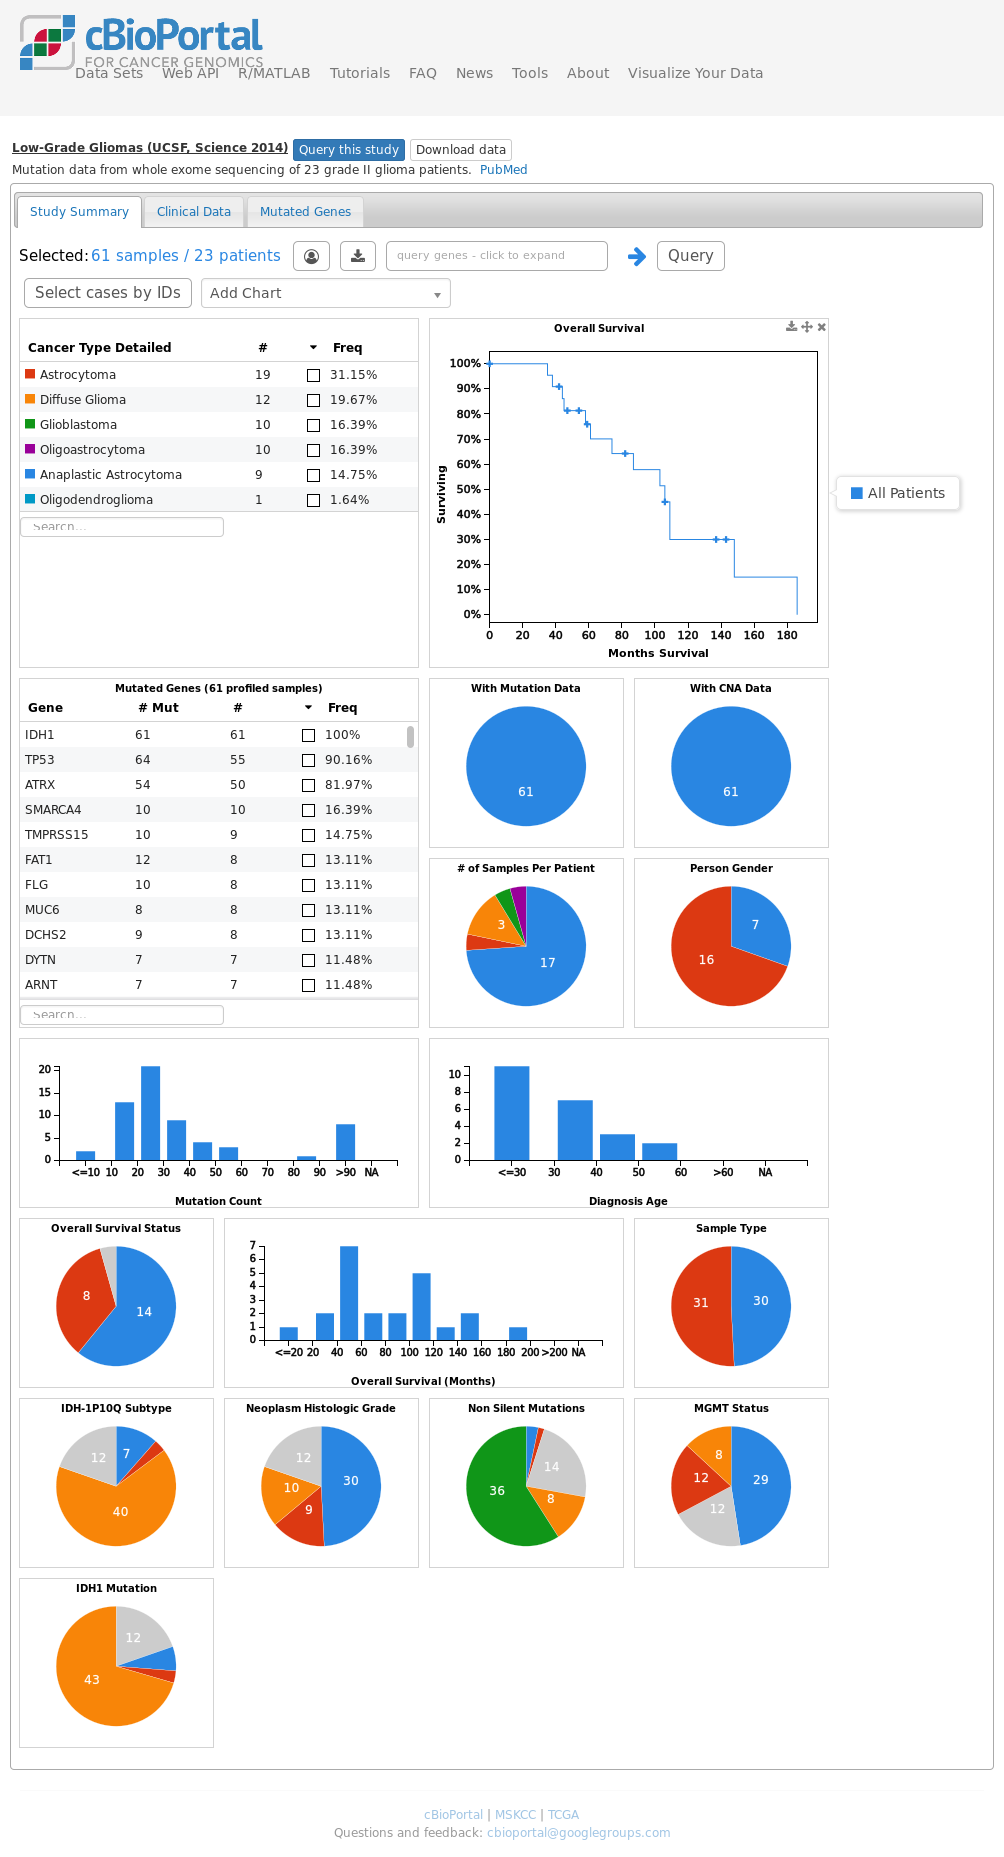 cBioPortal
FOR CANCER GENOMICS
Data Sets Web API R/MATLAB Tutorials FAQ News Tools About Visualize Your Data
Low-Grade Gliomas (UCSF, Science 2014) Query this study Download data
Mutation data from whole exome sequencing of 23 grade II glioma patients. PubMed
Study Summary Clinical Data Mutated Genes
Selected: 61 samples / 23 patients query genes - click to expand Query
Select cases by IDs Add Chart
Cancer Type Detailed # Freq
Astrocytoma 19 31.15%
Diffuse Glioma 12 19.67%
Glioblastoma 10 16.39%
Oligoastrocytoma 10 16.39%
Anaplastic Astrocytoma 9 14.75%
Oligodendroglioma 1 1.64%
Search...
Overall Survival
100%
90%
80%
70%
60%
50%
40%
30%
20%
10%
0%
Surviving
0 20 40 60 80 100 120 140 160 180
Months Survival
All Patients
Mutated Genes (61 profiled samples)
Gene # Mut # Freq
IDH1 61 61 100%
TP53 64 55 90.16%
ATRX 54 50 81.97%
SMARCA4 10 10 16.39%
TMPRSS15 10 9 14.75%
FAT1 12 8 13.11%
FLG 10 8 13.11%
MUC6 8 8 13.11%
DCHS2 9 8 13.11%
DYTN 7 7 11.48%
ARNT 7 7 11.48%
Search...
With Mutation Data
61
With CNA Data
61
# of Samples Per Patient
3
17
Person Gender
7
16
20
15
10
5
0
<=10 10 20 30 40 50 60 70 80 90 >90 NA
Mutation Count
10
8
6
4
2
0
<=30 30 40 50 60 >60 NA
Diagnosis Age
Overall Survival Status
8
14
7
6
5
4
3
2
1
0
<=20 20 40 60 80 100 120 140 160 180 200 >200 NA
Overall Survival (Months)
Sample Type
31 30
IDH-1P10Q Subtype
12 7
40
Neoplasm Histologic Grade
12
30
10
9
Non Silent Mutations
14
36
8
MGMT Status
8
12 29
12
IDH1 Mutation
12
43
cBioPortal | MSKCC | TCGA
Questions and feedback: cbioportal@googlegroups.com